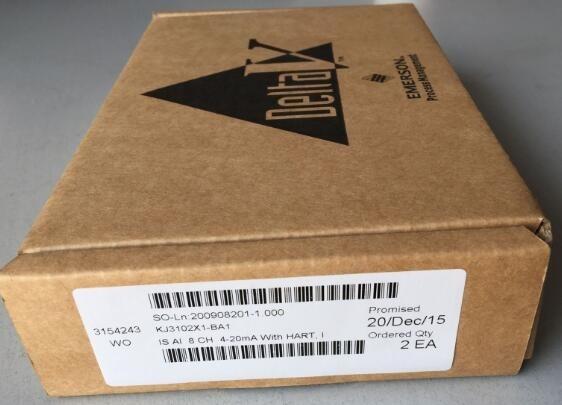 DeltaV™
EMERSON.
Process Management
SO-Ln:200908201-1.000
3154243
WO
KJ3102X1-BA1
IS AI 8 CH 4-20mA With HART, I
Promised
20/Dec/15
Ordered Qty
2 EA